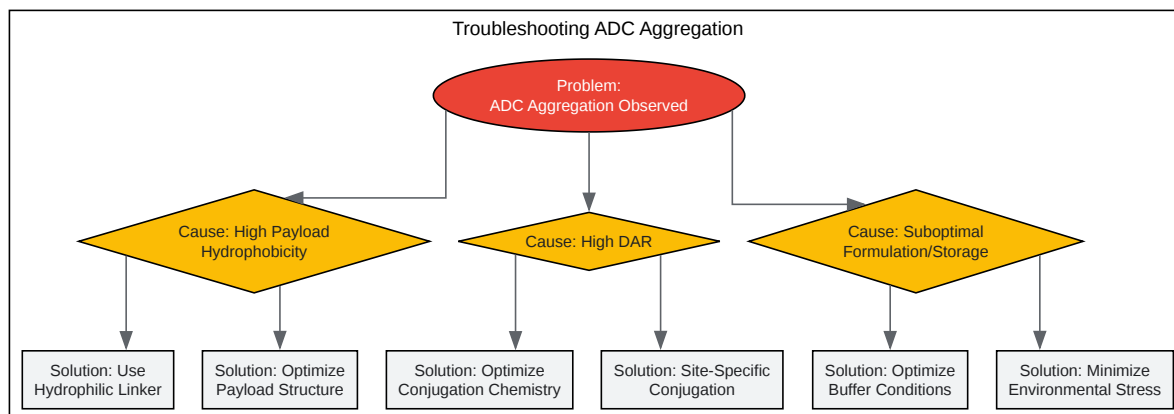 Troubleshooting ADC Aggregation
Problem:
ADC Aggregation Observed
Cause: High Payload
Hydrophobicity
Cause: High DAR
Cause: Suboptimal
Formulation/Storage
Solution: Use
Hydrophilic Linker
Solution: Optimize
Payload Structure
Solution: Optimize
Conjugation Chemistry
Solution: Site-Specific
Conjugation
Solution: Optimize
Buffer Conditions
Solution: Minimize
Environmental Stress